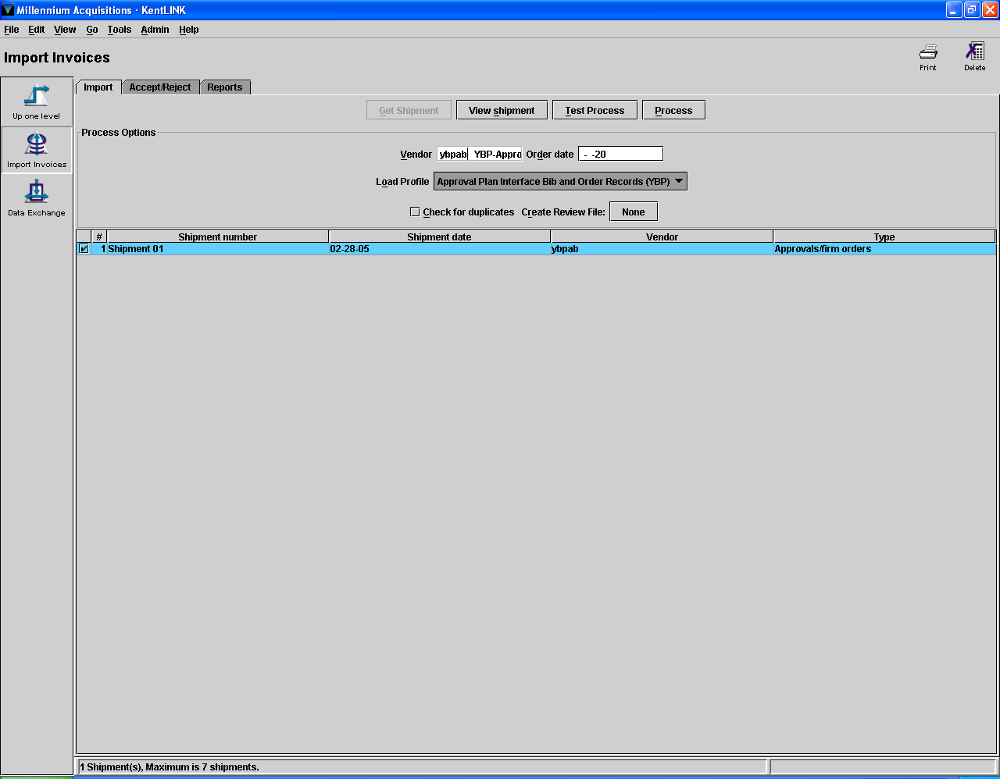 Millennium Acquisitions · KentLINK
File Edit View Go Tools Admin Help
Import Invoices
Print Delete
Up one level
Import Invoices
Data Exchange
Import Accept/Reject Reports
Get Shipment View shipment Test Process Process
Process Options
Vendor ybpab YBP-Appro Order date - -20
Load Profile Approval Plan Interface Bib and Order Records (YBP)
Check for duplicates Create Review File: None
# Shipment number Shipment date Vendor Type
1 Shipment 01 02-28-05 ybpab Approvals/firm orders
1 Shipment(s), Maximum is 7 shipments.